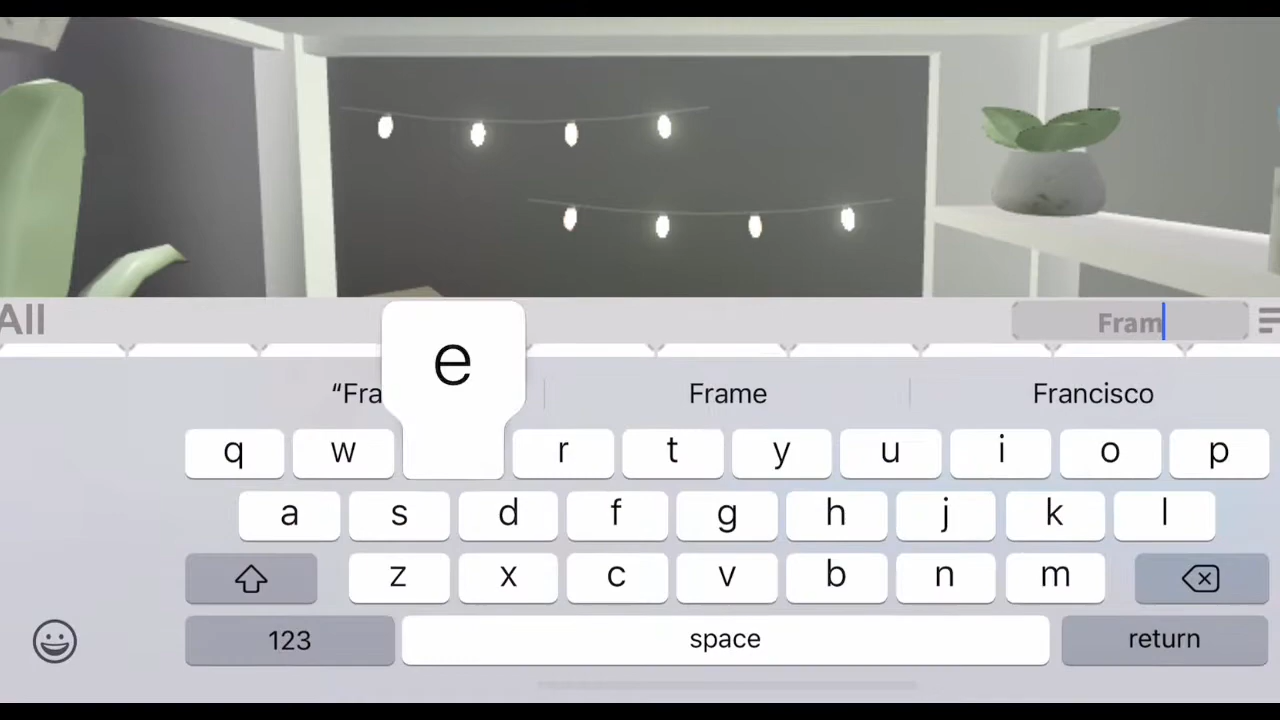 All
Fram
e
“Fra
Frame
Francisco
q w r t y u i o p
a s d f g h j k l
z x c v b n m
123 space return